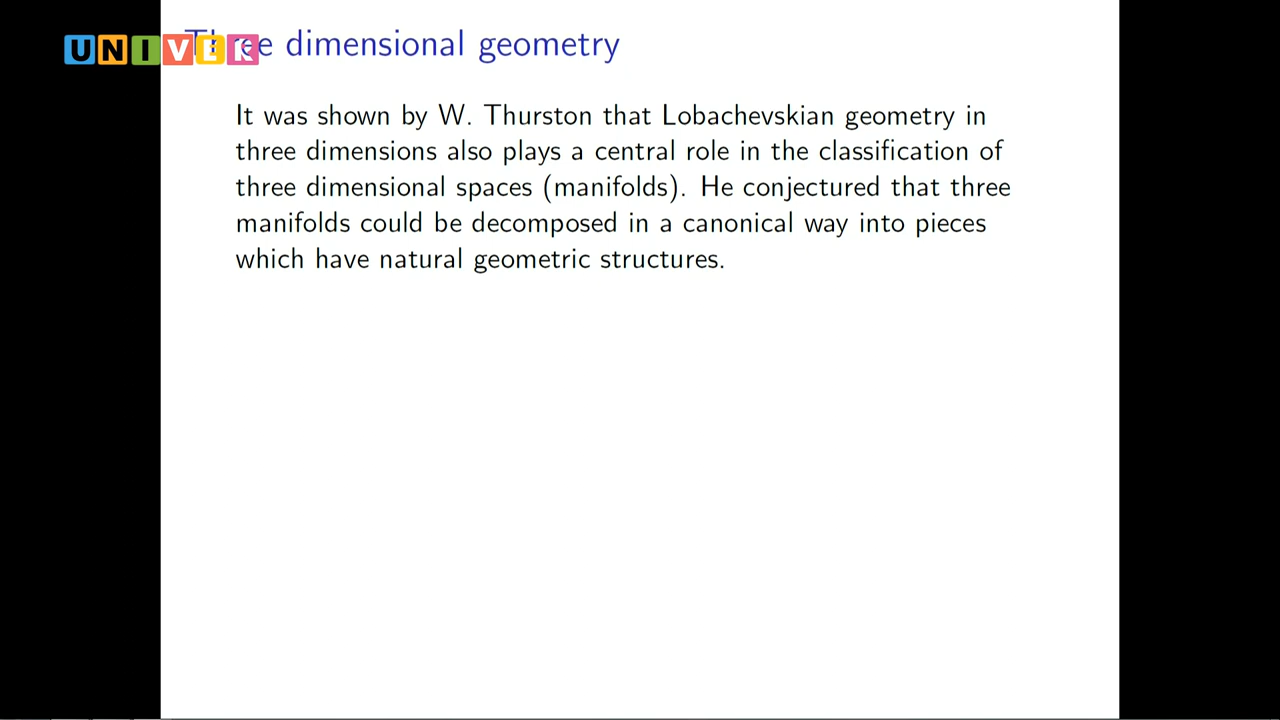 UNIVER
Three dimensional geometry
It was shown by W. Thurston that Lobachevskian geometry in
three dimensions also plays a central role in the classification of
three dimensional spaces (manifolds). He conjectured that three
manifolds could be decomposed in a canonical way into pieces
which have natural geometric structures.